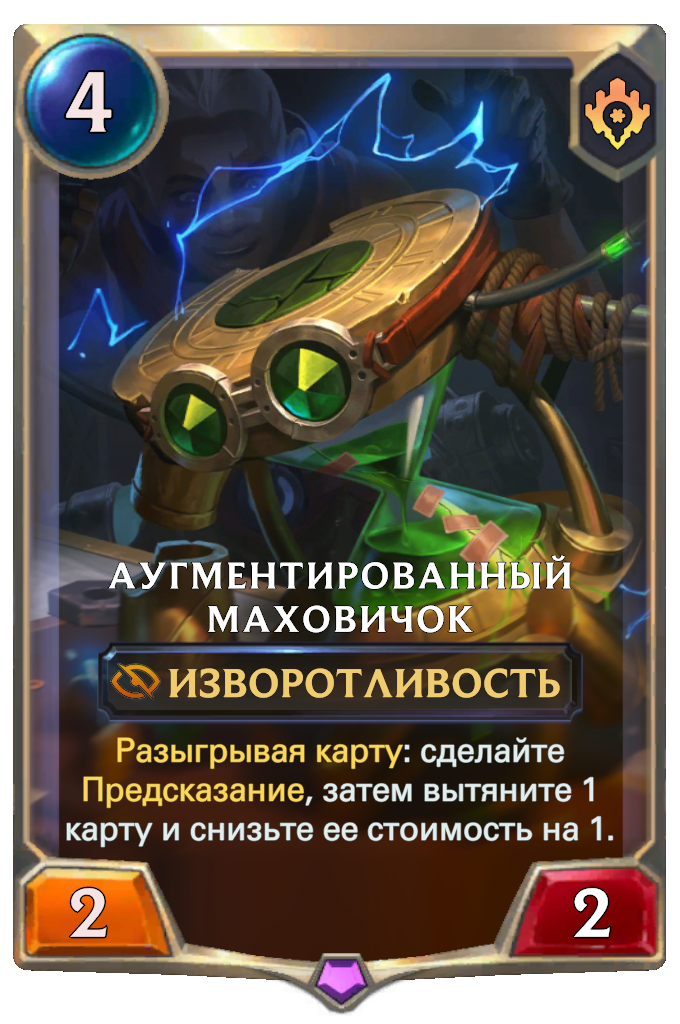 4
АУГМЕНТИРОВАННЫЙ
МАХОВИЧОК
ИЗВОРОТЛИВОСТЬ
Разыгрывая карту: сделайте
Предсказание, затем вытяните 1
карту и снизьте ее стоимость на 1.
2
2